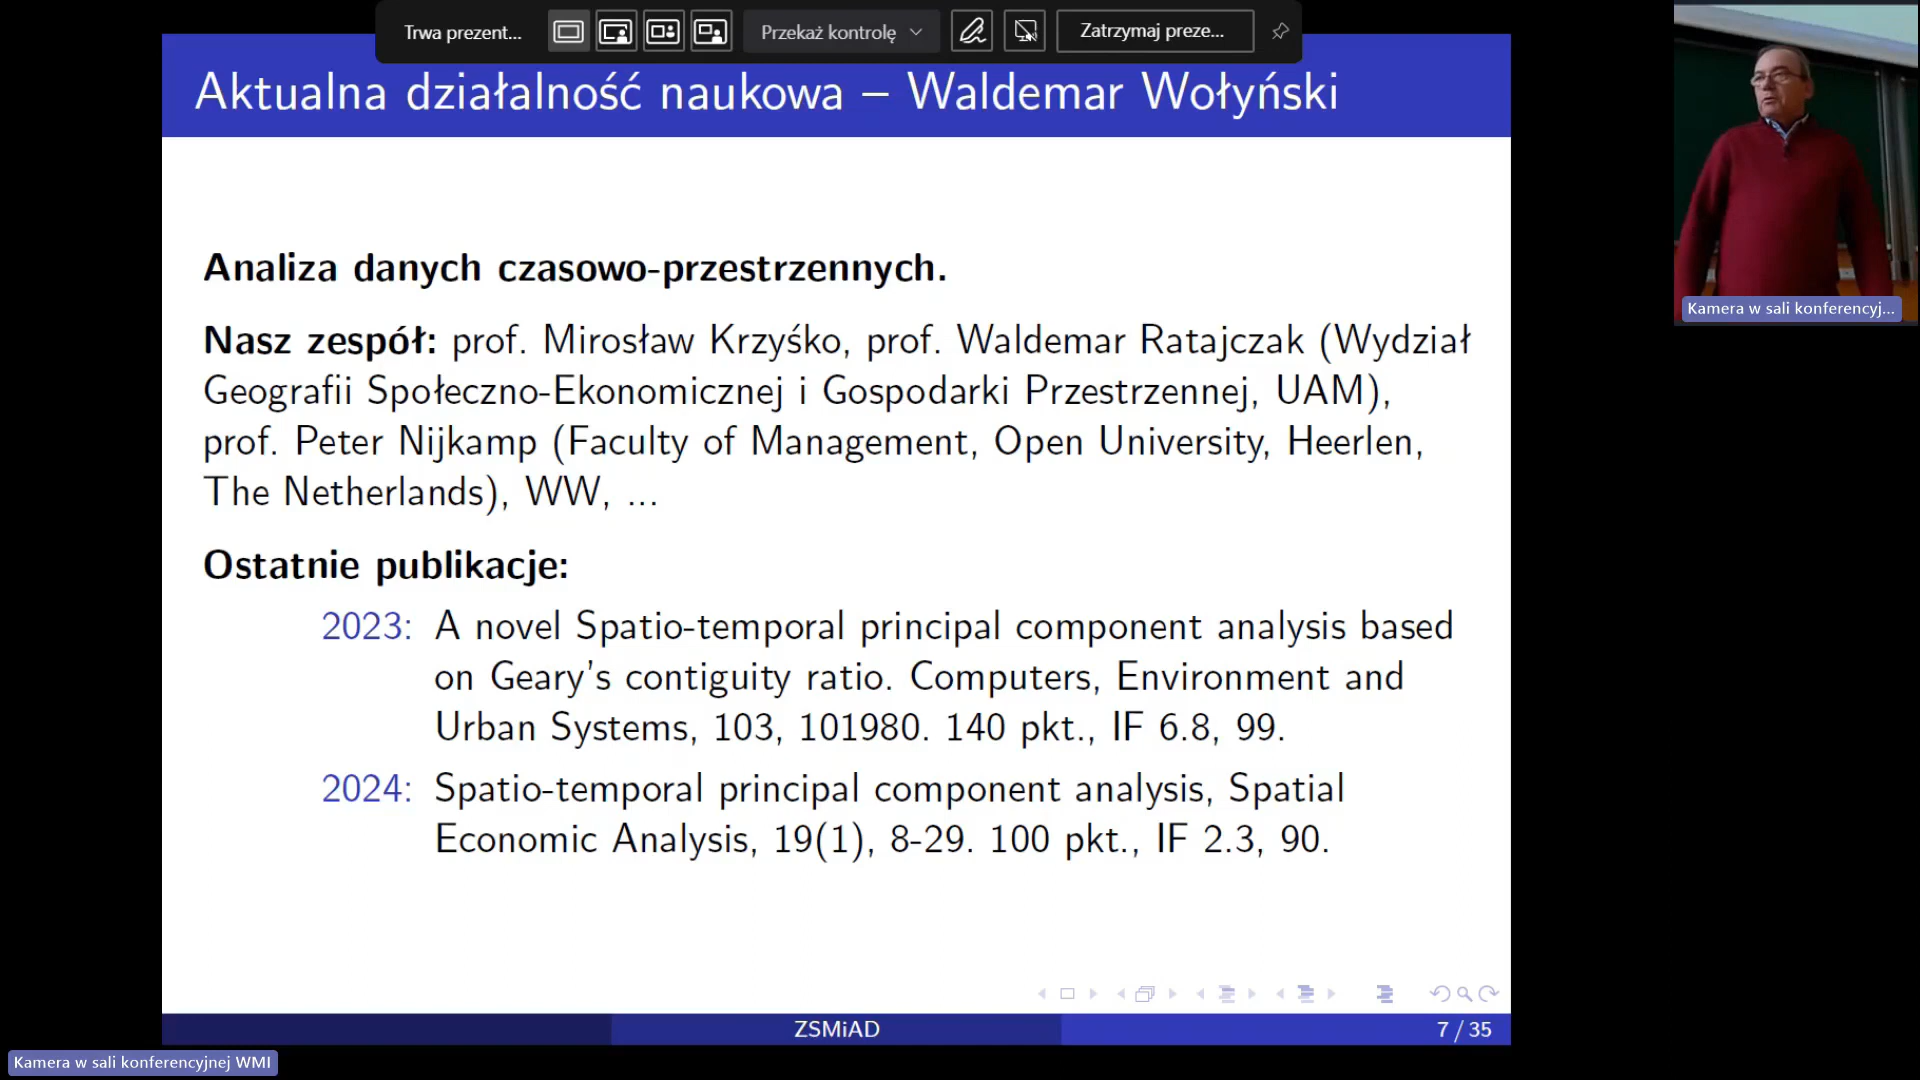 Trwa prezent...
Przekaż kontrolę
Zatrzymaj preze...
Aktualna działalność naukowa – Waldemar Wołyński
Kamera w sali konferencyj...
Analiza danych czasowo-przestrzennych.
Nasz zespół: prof. Mirosław Krzyśko, prof. Waldemar Ratajczak (Wydział
Geografii Społeczno-Ekonomicznej i Gospodarki Przestrzennej, UAM),
prof. Peter Nijkamp (Faculty of Management, Open University, Heerlen,
The Netherlands), WW, ...
Ostatnie publikacje:
2023: A novel Spatio-temporal principal component analysis based
on Geary's contiguity ratio. Computers, Environment and
Urban Systems, 103, 101980. 140 pkt., IF 6.8, 99.
2024: Spatio-temporal principal component analysis, Spatial
Economic Analysis, 19(1), 8-29. 100 pkt., IF 2.3, 90.
ZSMiAD
7 / 35
Kamera w sali konferencyjnej WMI